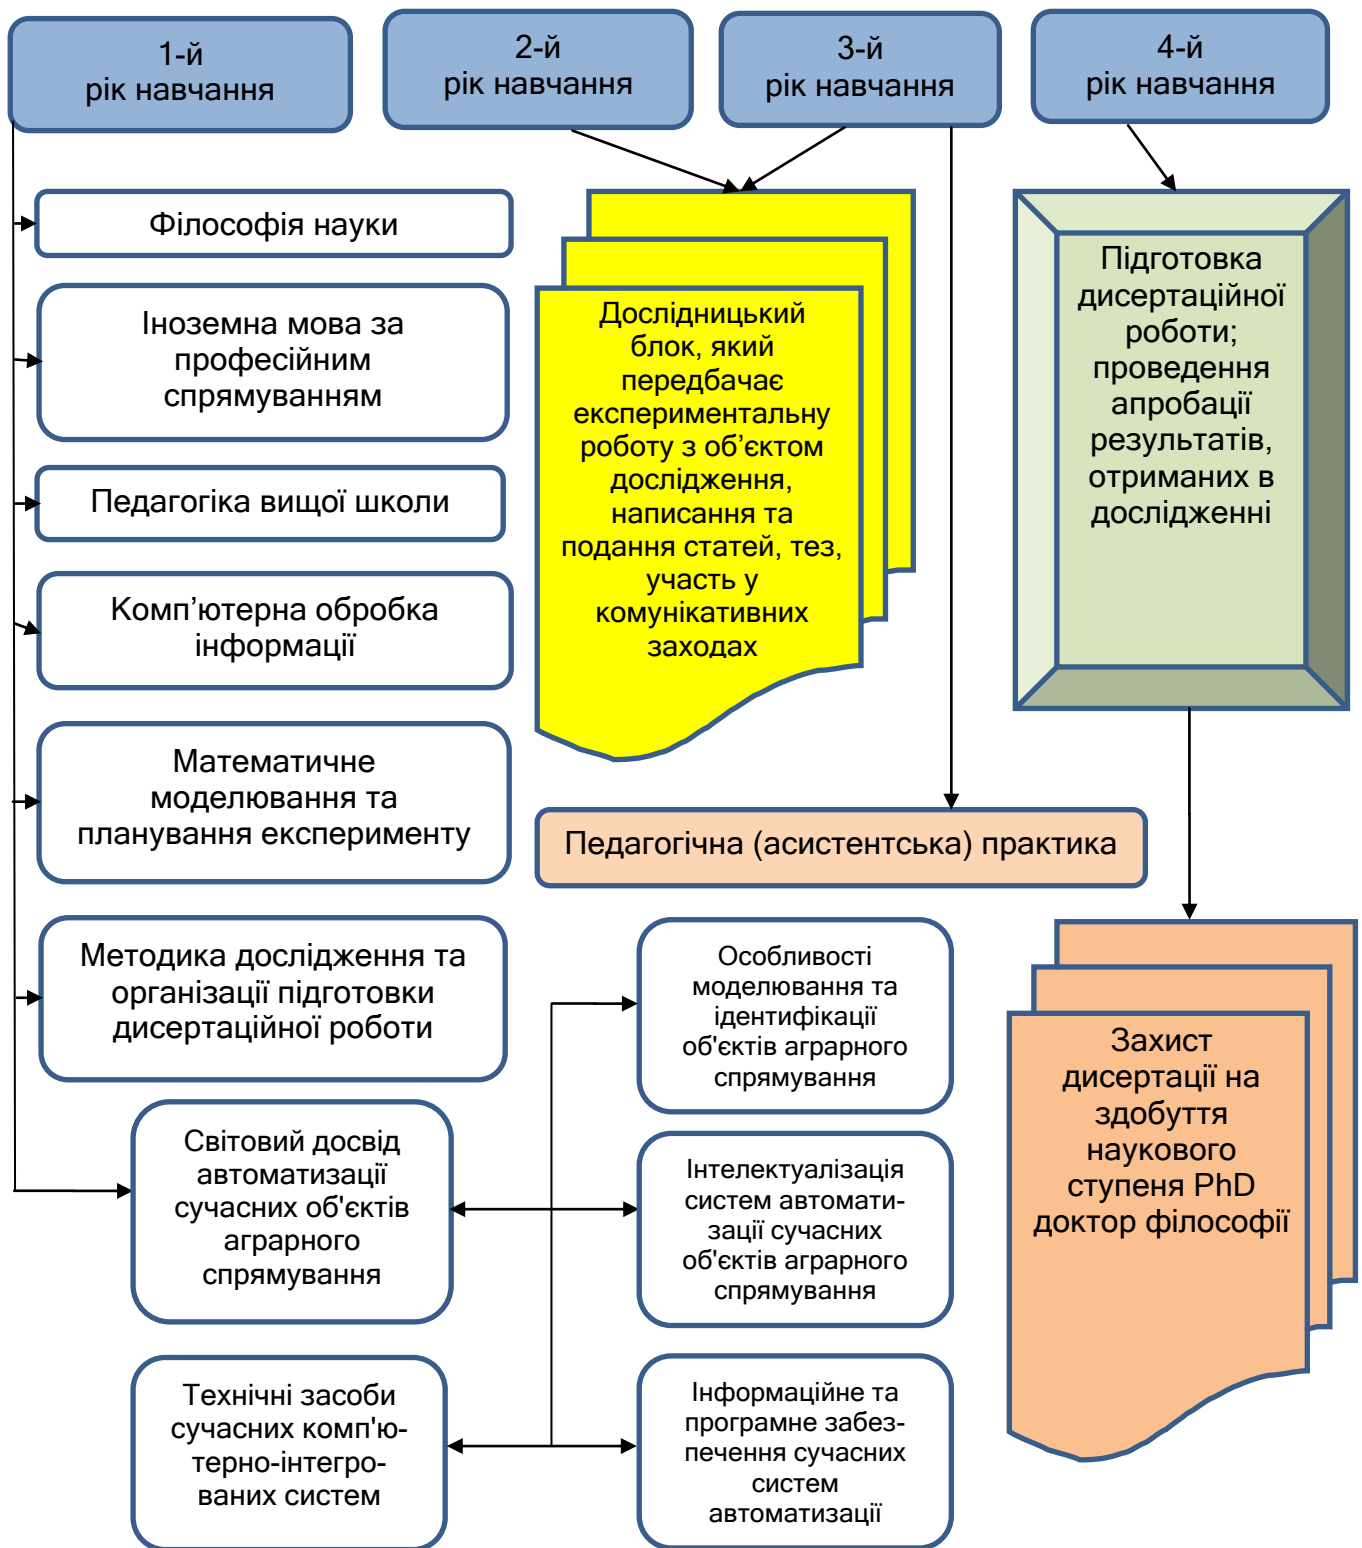 1-й
рік навчання
2-й
рік навчання
3-й
рік навчання
4-й
рік навчання
Філософія науки
Іноземна мова за
професійним
спрямуванням
Педагогіка вищої школи
Комп’ютерна обробка
інформації
Математичне
моделювання та
планування експерименту
Методика дослідження та
організації підготовки
дисертаційної роботи
Світовий досвід
автоматизації
сучасних об'єктів
аграрного
спрямування
Технічні засоби
сучасних комп'ю-
терно-інтегро-
ваних систем
Дослідницький
блок, який
передбачає
експериментальну
роботу з об’єктом
дослідження,
написання та
подання статей, тез,
участь у
комунікативних
заходах
Педагогічна (асистентська) практика
Особливості
моделювання та
ідентифікації
об'єктів аграрного
спрямування
Інтелектуалізація
систем автомати-
зації сучасних
об'єктів аграрного
спрямування
Інформаційне та
програмне забез-
печення сучасних
систем
автоматизації
Підготовка
дисертаційної
роботи;
проведення
апробації
результатів,
отриманих в
дослідженні
Захист
дисертації на
здобуття
наукового
ступеня PhD
доктор філософії